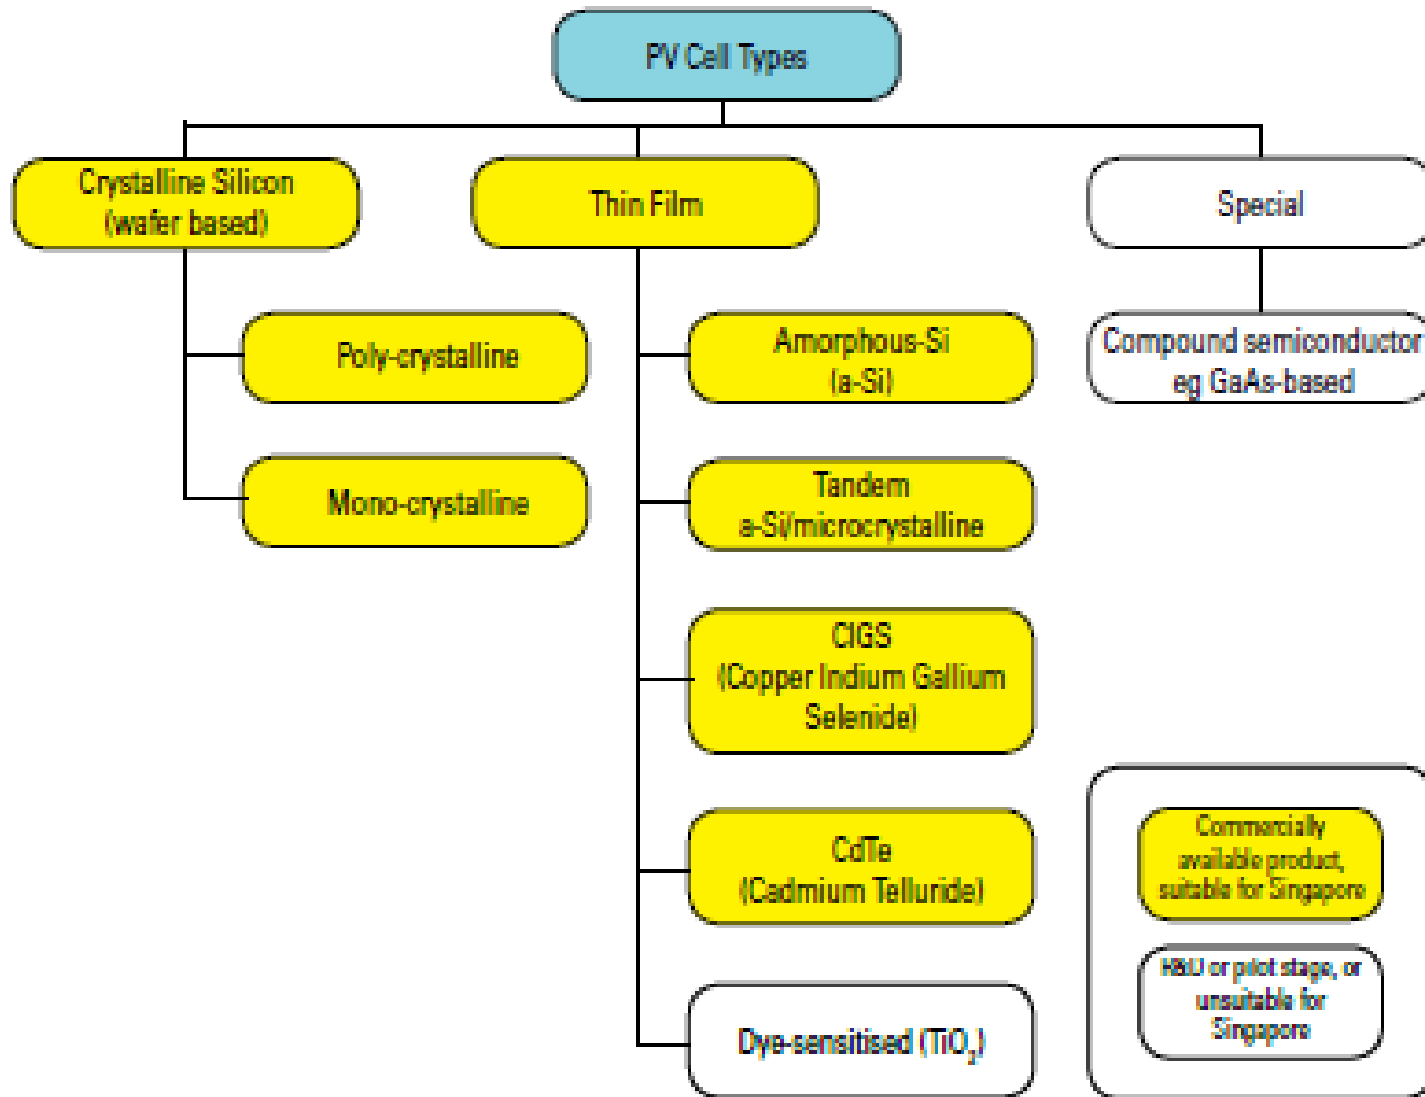 PV Cell Types
Crystalline Silicon
(wafer based)
Thin Film
Special
Poly-crystalline
Mono-crystalline
Amorphous-Si
(a-Si)
Tandem
a-Si/microcrystalline
CIGS
(Copper Indium Gallium
Selenide)
CdTe
(Cadmium Telluride)
Dye-sensitised (TiO₂)
Compound semiconductor
eg GaAs-based
Commercially
available product,
suitable for Singapore
R&D or pilot stage, or
unsuitable for
Singapore